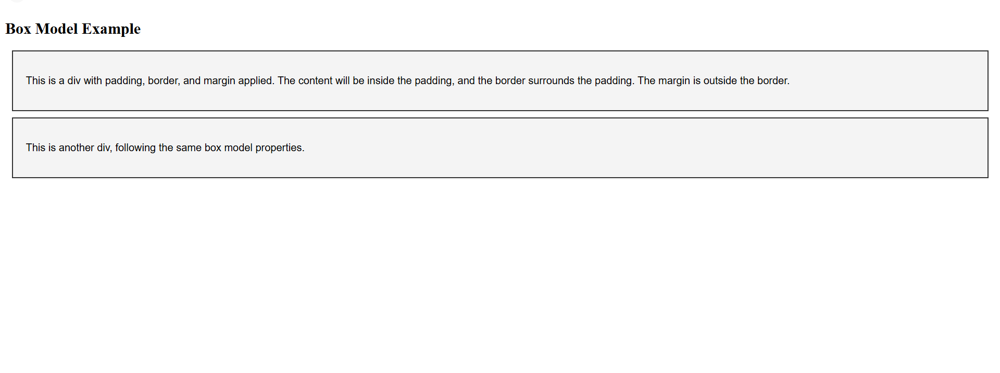 Box Model Example
This is a div with padding, border, and margin applied. The content will be inside the padding, and the border surrounds the padding. The margin is outside the border.
This is another div, following the same box model properties.